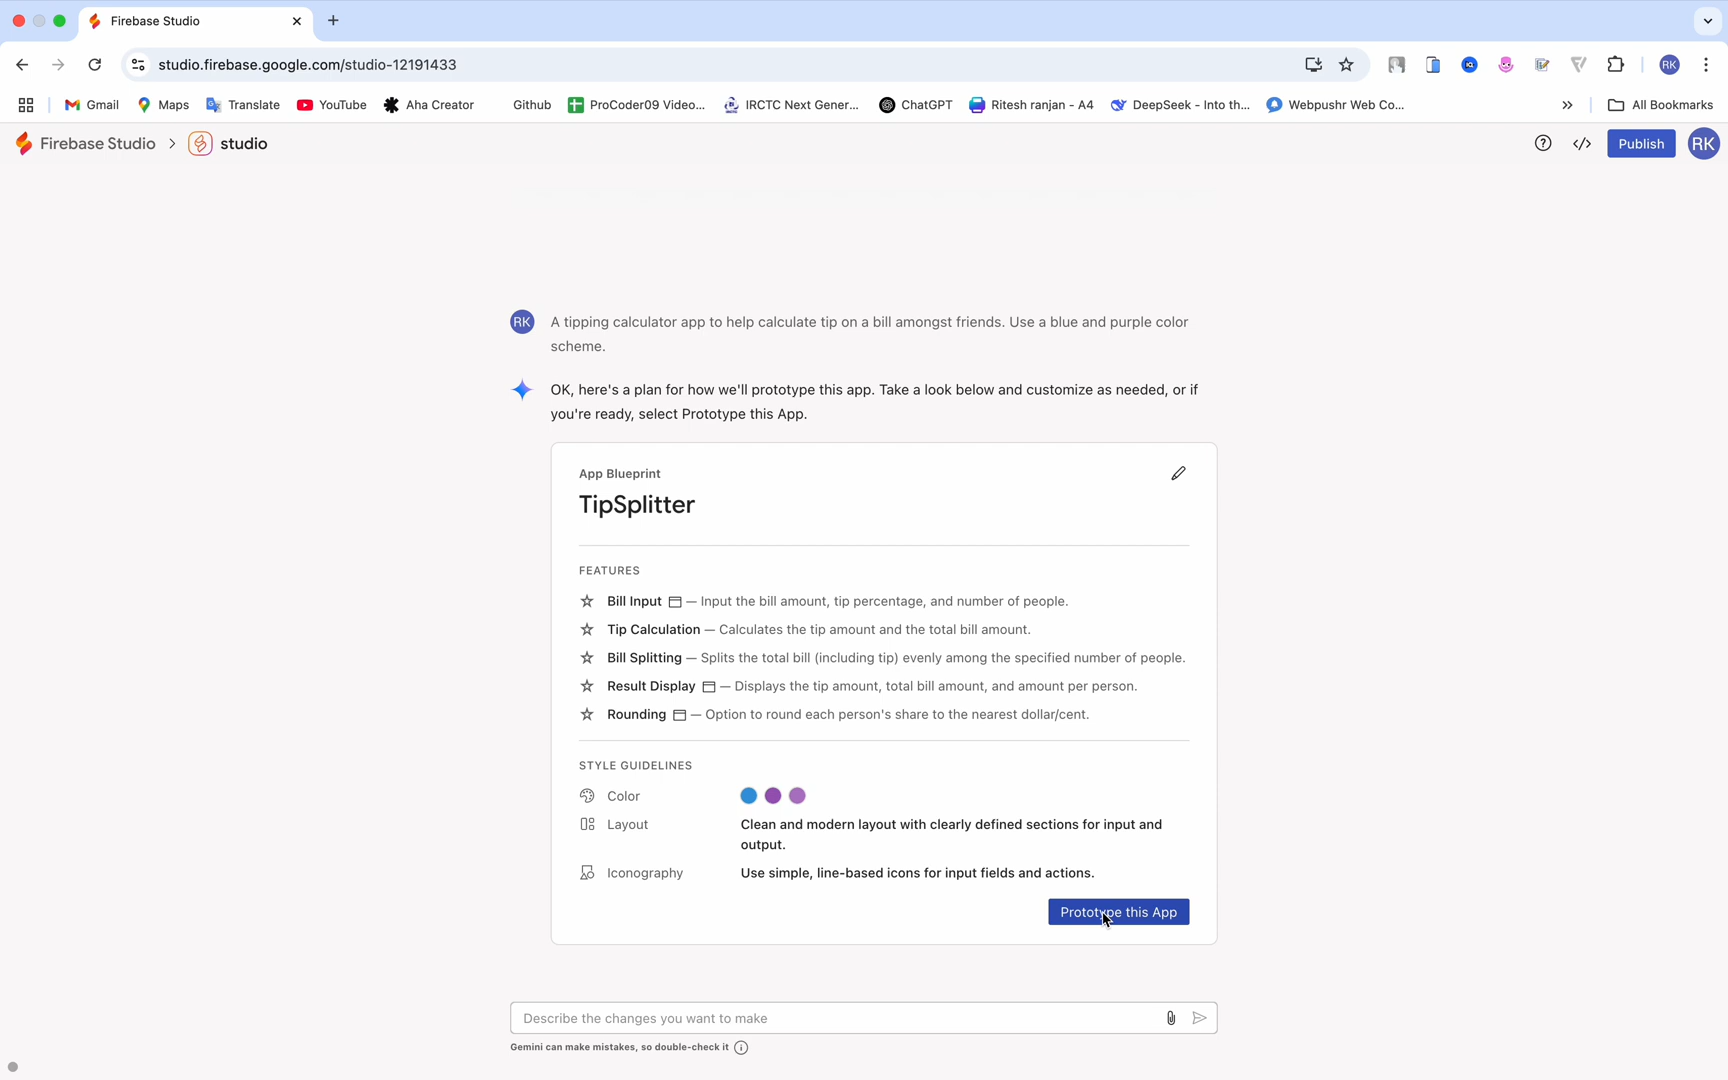 Firebase Studio
studio.firebase.google.com/studio-12191433
RK
Gmail
Maps
Translate
YouTube
Aha Creator
Github
ProCoder09 Video...
IRCTC Next Gener...
ChatGPT
Ritesh ranjan - A4
DeepSeek - Into th...
Webpushr Web Co...
All Bookmarks
Firebase Studio
studio
Publish
RK
RK
A tipping calculator app to help calculate tip on a bill amongst friends. Use a blue and purple color
scheme.
OK, here's a plan for how we'll prototype this app. Take a look below and customize as needed, or if
you're ready, select Prototype this App.
App Blueprint
TipSplitter
FEATURES
Bill Input — Input the bill amount, tip percentage, and number of people.
Tip Calculation — Calculates the tip amount and the total bill amount.
Bill Splitting — Splits the total bill (including tip) evenly among the specified number of people.
Result Display — Displays the tip amount, total bill amount, and amount per person.
Rounding — Option to round each person's share to the nearest dollar/cent.
STYLE GUIDELINES
Color
Layout Clean and modern layout with clearly defined sections for input and
output.
Iconography Use simple, line-based icons for input fields and actions.
Prototype this App
Describe the changes you want to make
Gemini can make mistakes, so double-check it